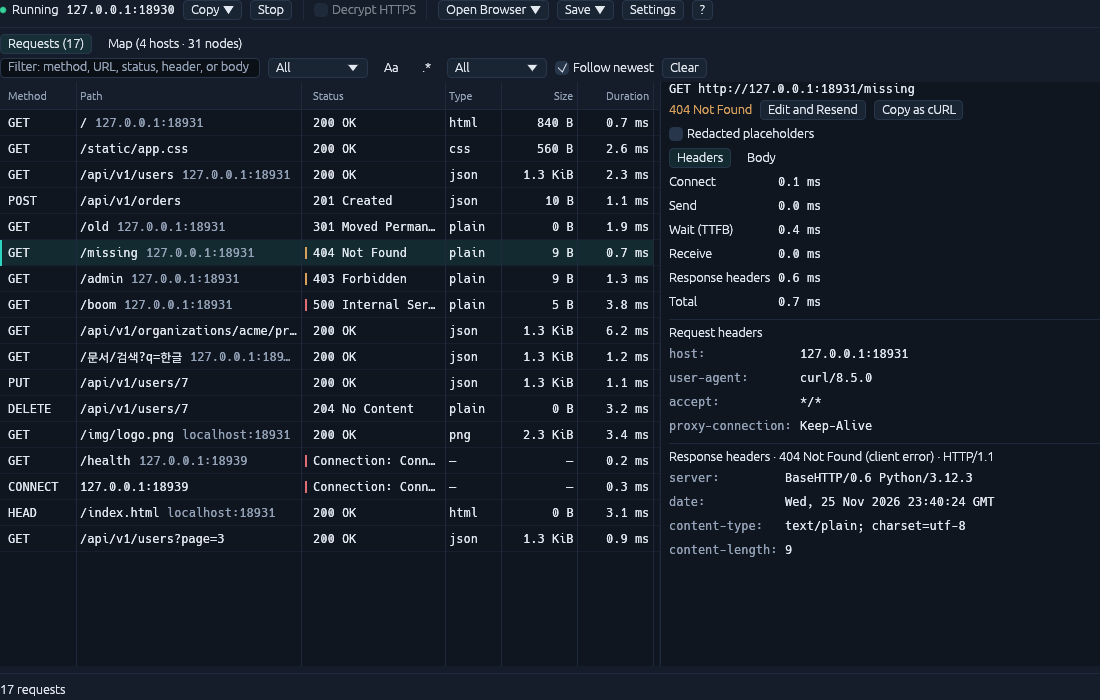 Running 127.0.0.1:18930 Copy ▼ Stop Decrypt HTTPS Open Browser ▼ Save ▼ Settings ?
Requests (17) Map (4 hosts · 31 nodes)
Filter: method, URL, status, header, or body All ▼ Aa .* All ▼ Follow newest Clear
Method Path Status Type Size Duration
GET / 127.0.0.1:18931 200 OK html 840 B 0.7 ms
GET /static/app.css 200 OK css 560 B 2.6 ms
GET /api/v1/users 127.0.0.1:18931 200 OK json 1.3 KiB 2.3 ms
POST /api/v1/orders 201 Created json 10 B 1.1 ms
GET /old 127.0.0.1:18931 301 Moved Perman… plain 0 B 1.9 ms
GET /missing 127.0.0.1:18931 404 Not Found plain 9 B 0.7 ms
GET /admin 127.0.0.1:18931 403 Forbidden plain 9 B 1.3 ms
GET /boom 127.0.0.1:18931 500 Internal Ser… plain 5 B 3.8 ms
GET /api/v1/organizations/acme/pr… 200 OK json 1.3 KiB 6.2 ms
GET /문서/검색?q=한글 127.0.0.1:189… 200 OK json 1.3 KiB 1.2 ms
PUT /api/v1/users/7 200 OK json 1.3 KiB 1.1 ms
DELETE /api/v1/users/7 204 No Content plain 0 B 3.2 ms
GET /img/logo.png localhost:18931 200 OK png 2.3 KiB 3.4 ms
GET /health 127.0.0.1:18939 Connection: Conn… — — 0.2 ms
CONNECT 127.0.0.1:18939 Connection: Conn… — — 0.3 ms
HEAD /index.html localhost:18931 200 OK html 0 B 3.1 ms
GET /api/v1/users?page=3 200 OK json 1.3 KiB 0.9 ms
GET http://127.0.0.1:18931/missing
404 Not Found Edit and Resend Copy as cURL
Redacted placeholders
Headers Body
Connect 0.1 ms
Send 0.0 ms
Wait (TTFB) 0.4 ms
Receive 0.0 ms
Response headers 0.6 ms
Total 0.7 ms
Request headers
host: 127.0.0.1:18931
user-agent: curl/8.5.0
accept: */*
proxy-connection: Keep-Alive
Response headers · 404 Not Found (client error) · HTTP/1.1
server: BaseHTTP/0.6 Python/3.12.3
date: Wed, 25 Nov 2026 23:40:24 GMT
content-type: text/plain; charset=utf-8
content-length: 9
17 requests